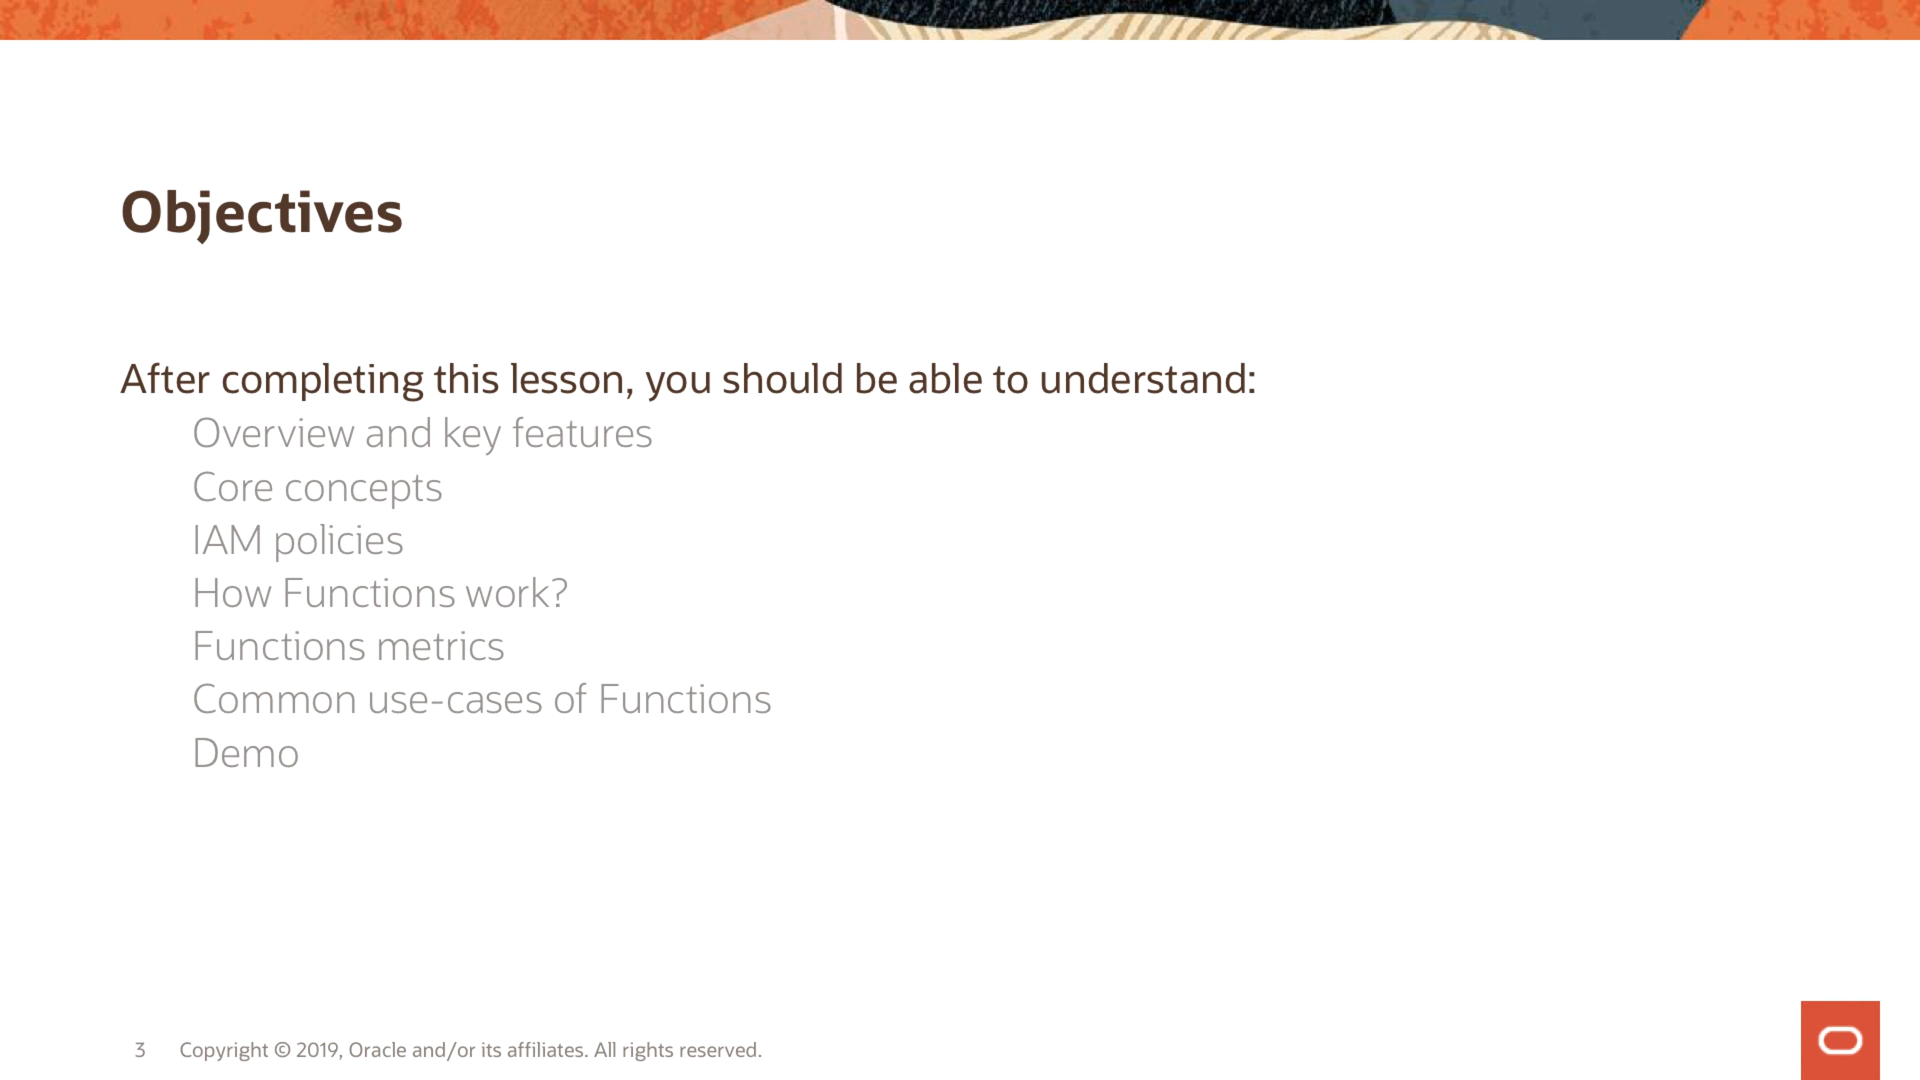 Objectives
After completing this lesson, you should be able to understand:
Overview and key features
Core concepts
IAM policies
How Functions work?
Functions metrics
Common use-cases of Functions
Demo
3 Copyright © 2019, Oracle and/or its affiliates. All rights reserved.